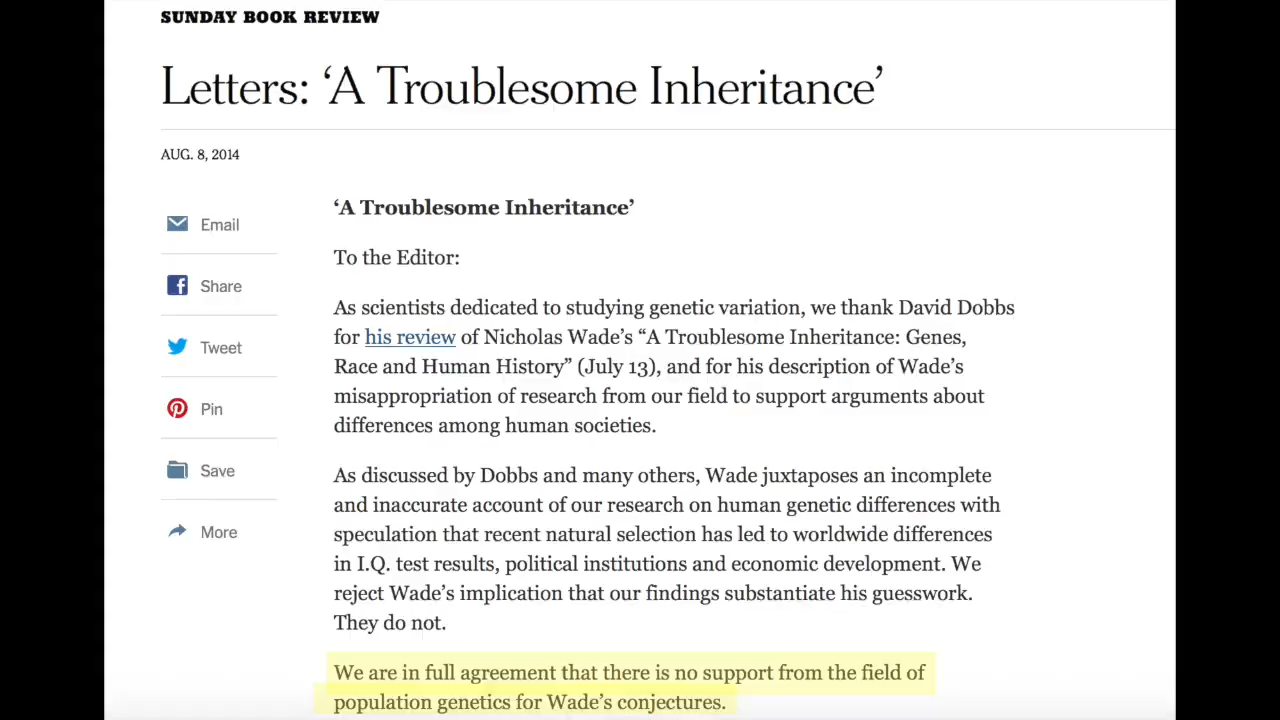 SUNDAY BOOK REVIEW
Letters: ‘A Troublesome Inheritance’
AUG. 8, 2014
Email
Share
Tweet
Pin
Save
More
‘A Troublesome Inheritance’
To the Editor:
As scientists dedicated to studying genetic variation, we thank David Dobbs
for his review of Nicholas Wade’s “A Troublesome Inheritance: Genes,
Race and Human History” (July 13), and for his description of Wade’s
misappropriation of research from our field to support arguments about
differences among human societies.
As discussed by Dobbs and many others, Wade juxtaposes an incomplete
and inaccurate account of our research on human genetic differences with
speculation that recent natural selection has led to worldwide differences
in I.Q. test results, political institutions and economic development. We
reject Wade’s implication that our findings substantiate his guesswork.
They do not.
We are in full agreement that there is no support from the field of
population genetics for Wade’s conjectures.